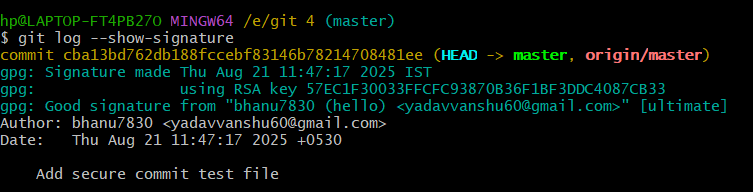 hp@LAPTOP-FT4PB27O MINGW64 /e/git 4 (master)
$ git log --show-signature
commit cba13bd762db188fccebf83146b78214708481ee (HEAD -> master, origin/master)
gpg: Signature made Thu Aug 21 11:47:17 2025 IST
gpg:                using RSA key 57EC1F30033FFCFC93870B36F1BF3DDC4087CB33
gpg: Good signature from "bhanu7830 (hello) <yadavvanshu60@gmail.com>" [ultimate]
Author: bhanu7830 <yadavvanshu60@gmail.com>
Date:   Thu Aug 21 11:47:17 2025 +0530
    Add secure commit test file